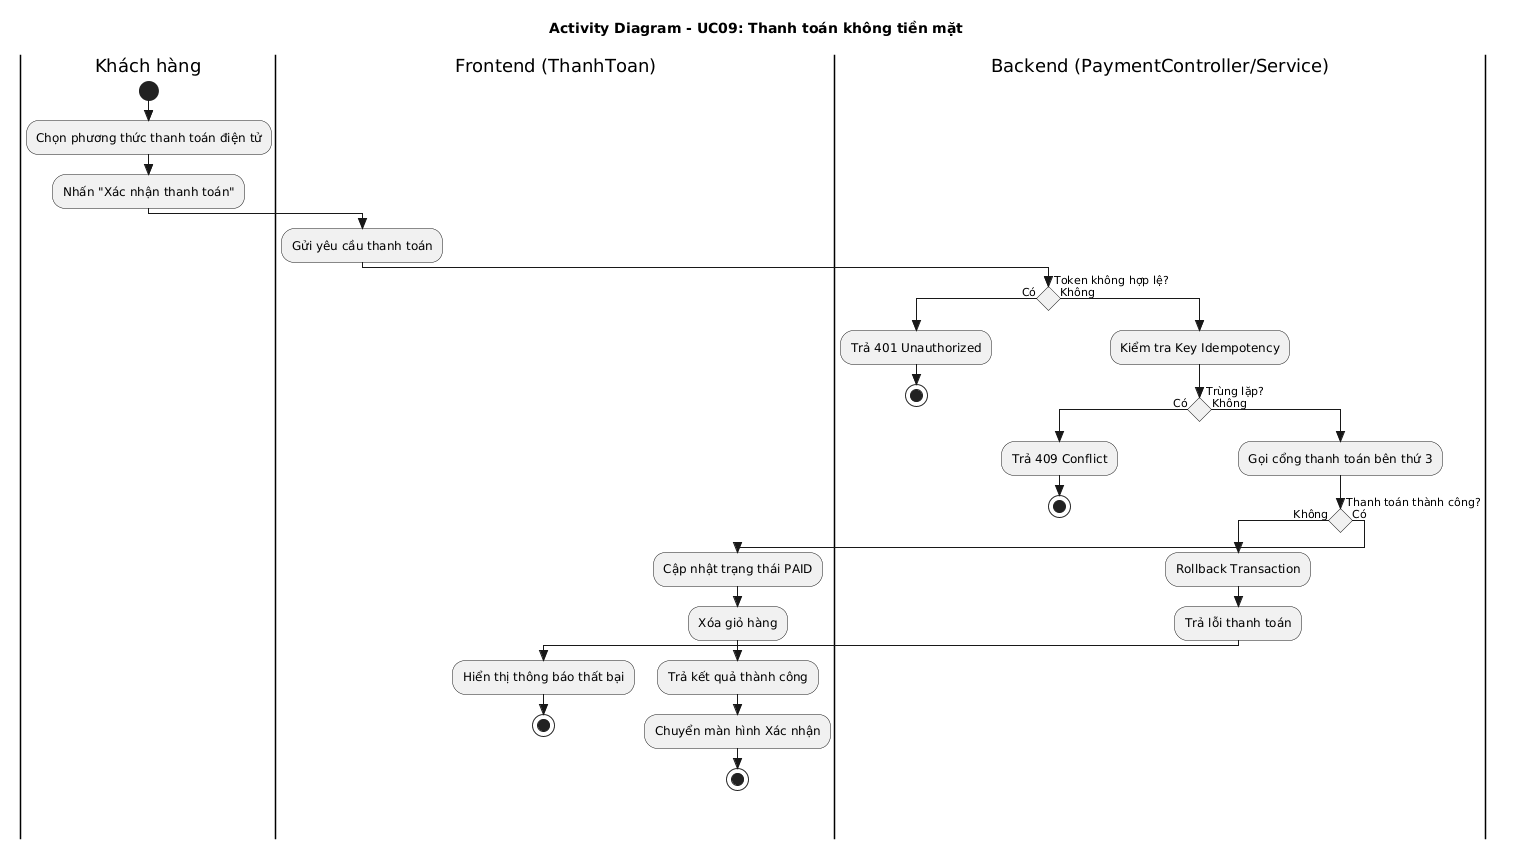 Activity Diagram - UC09: Thanh toán không tiền mặt
Khách hàng
Frontend (ThanhToan)
Backend (PaymentController/Service)
Chọn phương thức thanh toán điện tử
Nhấn "Xác nhận thanh toán"
Gửi yêu cầu thanh toán
Token không hợp lệ?
Có
Không
Trả 401 Unauthorized
Kiểm tra Key Idempotency
Trùng lặp?
Có
Không
Trả 409 Conflict
Gọi cổng thanh toán bên thứ 3
Thanh toán thành công?
Không
Có
Cập nhật trạng thái PAID
Rollback Transaction
Xóa giỏ hàng
Trả lỗi thanh toán
Hiển thị thông báo thất bại
Trả kết quả thành công
Chuyển màn hình Xác nhận